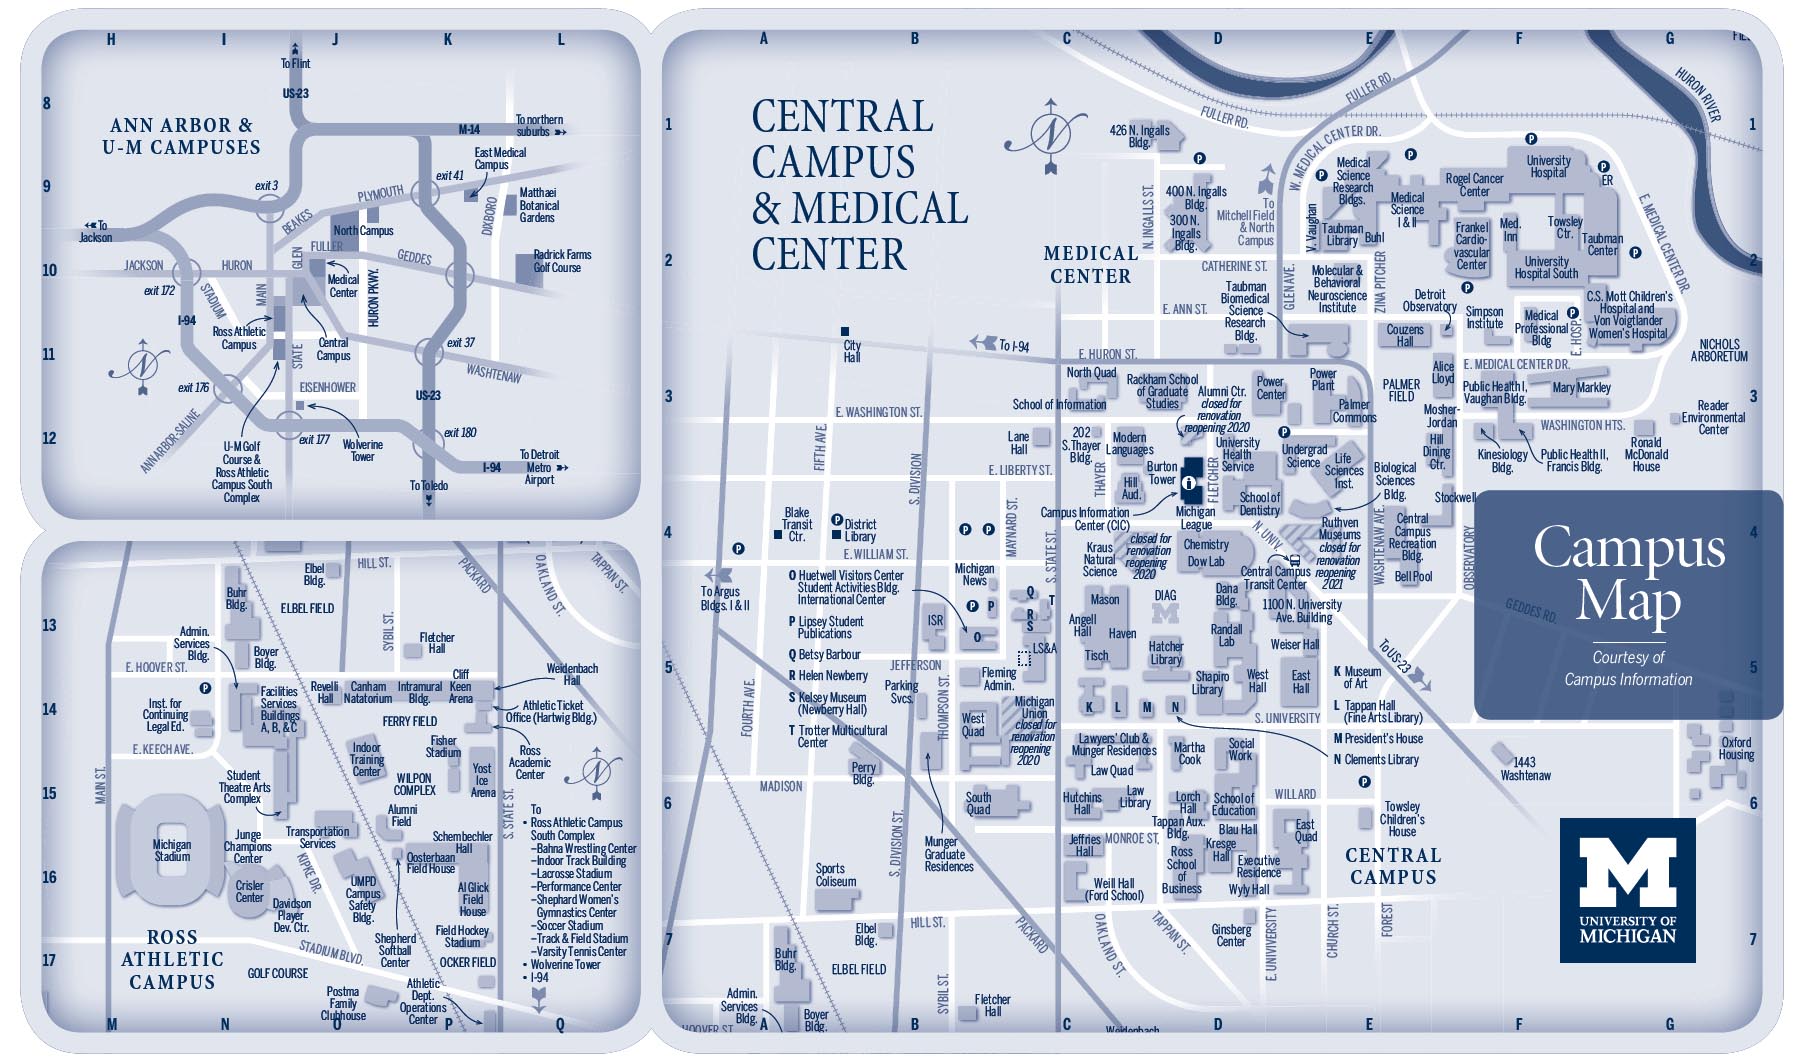 H I J K L
8
9
10
11
12
ANN ARBOR &
U-M CAMPUSES
To Flint
US-23
M-14
To northern
suburbs
East Medical
Campus
exit 41
exit 3
PLYMOUTH
Matthaei
Botanical
Gardens
DIXBORO
BEAKES
North Campus
To
Jackson
FULLER
GLEN
GEDDES
Radrick Farms
Golf Course
JACKSON
HURON
exit 172
Medical
Center
HURON PKWY.
STADIUM
MAIN
I-94
Ross Athletic
Campus
STATE
Central
Campus
exit 37
WASHTENAW
exit 176
EISENHOWER
US-23
ANN ARBOR-SALINE
exit 177
exit 180
U-M Golf
Course &
Ross Athletic
Campus South
Complex
Wolverine
Tower
I-94
To Detroit
Metro
Airport
To Toledo
N
13
14
15
16
17
M N O P Q
Elbel
Bldg.
HILL ST.
PACKARD
OAKLAND ST.
TAPPAN ST.
Buhr
Bldg.
ELBEL FIELD
SYBIL ST.
Admin.
Services
Bldg.
Boyer
Bldg.
Fletcher
Hall
E. HOOVER ST.
Cliff
Keen
Arena
Weidenbach
Hall
P
Inst. for
Continuing
Legal Ed.
Facilities
Services
Buildings
A, B, & C
Revelli
Hall
Canham
Natatorium
Intramural
Bldg.
Athletic Ticket
Office (Hartwig Bldg.)
FERRY FIELD
E. KEECH AVE.
Indoor
Training
Center
Fisher
Stadium
Ross
Academic
Center
N
MAIN ST.
Student
Theatre Arts
Complex
WILPON
COMPLEX
Yost
Ice
Arena
S. STATE ST.
Alumni
Field
Michigan
Stadium
Junge
Champions
Center
Transportation
Services
Schembechler
Hall
Oosterbaan
Field House
KIPKE DR.
Crisler
Center
UMPD
Campus
Safety
Bldg.
Al Glick
Field
House
Davidson
Player
Dev. Ctr.
Shepherd
Softball
Center
Field Hockey
Stadium
ROSS
ATHLETIC
CAMPUS
STADIUM BLVD.
OCKER FIELD
GOLF COURSE
Postma
Family
Clubhouse
Athletic
Dept.
Operations
Center
To
• Ross Athletic Campus
South Complex
–Bahna Wrestling Center
–Indoor Track Building
–Lacrosse Stadium
–Performance Center
–Shephard Women's
Gymnastics Center
–Soccer Stadium
–Track & Field Stadium
–Varsity Tennis Center
• Wolverine Tower
• I-94
A B C D E F G
1
2
3
4
5
6
7
CENTRAL
CAMPUS
& MEDICAL
CENTER
N
MEDICAL
CENTER
FULLER RD.
FULLER RD.
HURON RIVER
426 N. Ingalls
Bldg.
P
W. MEDICAL CENTER DR.
400 N. Ingalls
Bldg.
300 N.
Ingalls
Bldg.
N. INGALLS ST.
To
Mitchell Field
& North
Campus
P
Medical
Science
Research
Bldgs.
P
V. Vaughan
Taubman
Library
Buhl
Medical
Science
I & II
Rogel Cancer
Center
P
University
Hospital
P
ER
Frankel
Cardio-
vascular
Center
Med.
Inn
Towsley
Ctr.
Taubman
Center
P
E. MEDICAL CENTER DR.
CATHERINE ST.
Molecular &
Behavioral
Neuroscience
Institute
GLEN AVE.
ZINA PITCHER
University
Hospital South
P
Taubman
Biomedical
Science
Research
Bldg.
E. ANN ST.
Detroit
Observatory
Simpson
Institute
Couzens
Hall
Medical
Professional
Bldg
P
E. HOSP.
C.S. Mott Children's
Hospital and
Von Voigtlander
Women's Hospital
NICHOLS
ARBORETUM
City
Hall
To I-94
E. HURON ST.
North Quad
School of Information
Rackham School
of Graduate
Studies
Alumni Ctr.
closed for
renovation
reopening 2020
Power
Center
Power
Plant
Palmer
Commons
PALMER
FIELD
Alice
Lloyd
E. MEDICAL CENTER DR.
Public Health I,
Vaughan Bldg.
Mary Markley
Mosher-
Jordan
WASHINGTON HTS.
Reader
Environmental
Center
E. WASHINGTON ST.
FIFTH AVE.
S. DIVISION
Lane
Hall
202
S. Thayer
Bldg.
Modern
Languages
University
Health
Service
P
Undergrad
Science
Life
Sciences
Inst.
Hill
Dining
Ctr.
Kinesiology
Bldg.
Public Health II,
Francis Bldg.
Ronald
McDonald
House
E. LIBERTY ST.
THAYER
Burton
Tower
FLETCHER
Hill
Aud.
School of
Dentistry
Biological
Sciences
Bldg.
Stockwell
Campus Information
Center (CIC)
Michigan
League
MAYNARD ST.
Blake
Transit
Ctr.
P
District
Library
P
P
P
E. WILLIAM ST.
S. STATE ST.
Kraus
Natural
Science
closed for
renovation
reopening
2020
Chemistry
Dow Lab
N. UNIV.
Ruthven
Museums
closed for
renovation
reopening
2021
Central Campus
Transit Center
WASHTENAW AVE.
Central
Campus
Recreation
Bldg.
Bell Pool
OBSERVATORY
Michigan
News
To Argus
Bldgs. I & II
O Huetwell Visitors Center
Student Activities Bldg.
International Center
P Lipsey Student
Publications
Q Betsy Barbour
R Helen Newberry
S Kelsey Museum
(Newberry Hall)
T Trotter Multicultural
Center
ISR
P
P
O
Q
R
S
T
LS&A
Mason
Angell
Hall
Haven
Tisch
DIAG
M
Hatcher
Library
Dana
Bldg.
Randall
Lab
1100 N. University
Ave. Building
Weiser Hall
JEFFERSON
Parking
Svcs.
Fleming
Admin.
Shapiro
Library
West
Hall
East
Hall
K Museum
of Art
L Tappan Hall
(Fine Arts Library)
M President's House
N Clements Library
To US-23
GEDDES RD.
FOURTH AVE.
THOMPSON ST.
West
Quad
Michigan
Union
closed for
renovation
reopening
2020
K L M N
S. UNIVERSITY
Lawyers' Club &
Munger Residences
Law Quad
Martha
Cook
Social
Work
Perry
Bldg.
MADISON
South
Quad
Hutchins
Hall
Law
Library
Lorch
Hall
Tappan Aux.
Bldg.
School of
Education
WILLARD
P
Towsley
Children's
House
1443
Washtenaw
Oxford
Housing
S. DIVISION ST.
Munger
Graduate
Residences
Jeffries
Hall
MONROE ST.
Blau Hall
Kresge
Hall
East
Quad
Ross
School
of
Business
Executive
Residence
Wyly Hall
CENTRAL
CAMPUS
Sports
Coliseum
Weill Hall
(Ford School)
Elbel
Bldg.
HILL ST.
PACKARD
OAKLAND ST.
TAPPAN ST.
Ginsberg
Center
E. UNIVERSITY
CHURCH ST.
FOREST
Buhr
Bldg.
ELBEL FIELD
Admin.
Services
Bldg.
Boyer
Bldg.
SYBIL ST.
Fletcher
Hall
HOOVER ST.
Weidenbach
Campus
Map
Courtesy of
Campus Information
M
UNIVERSITY OF
MICHIGAN